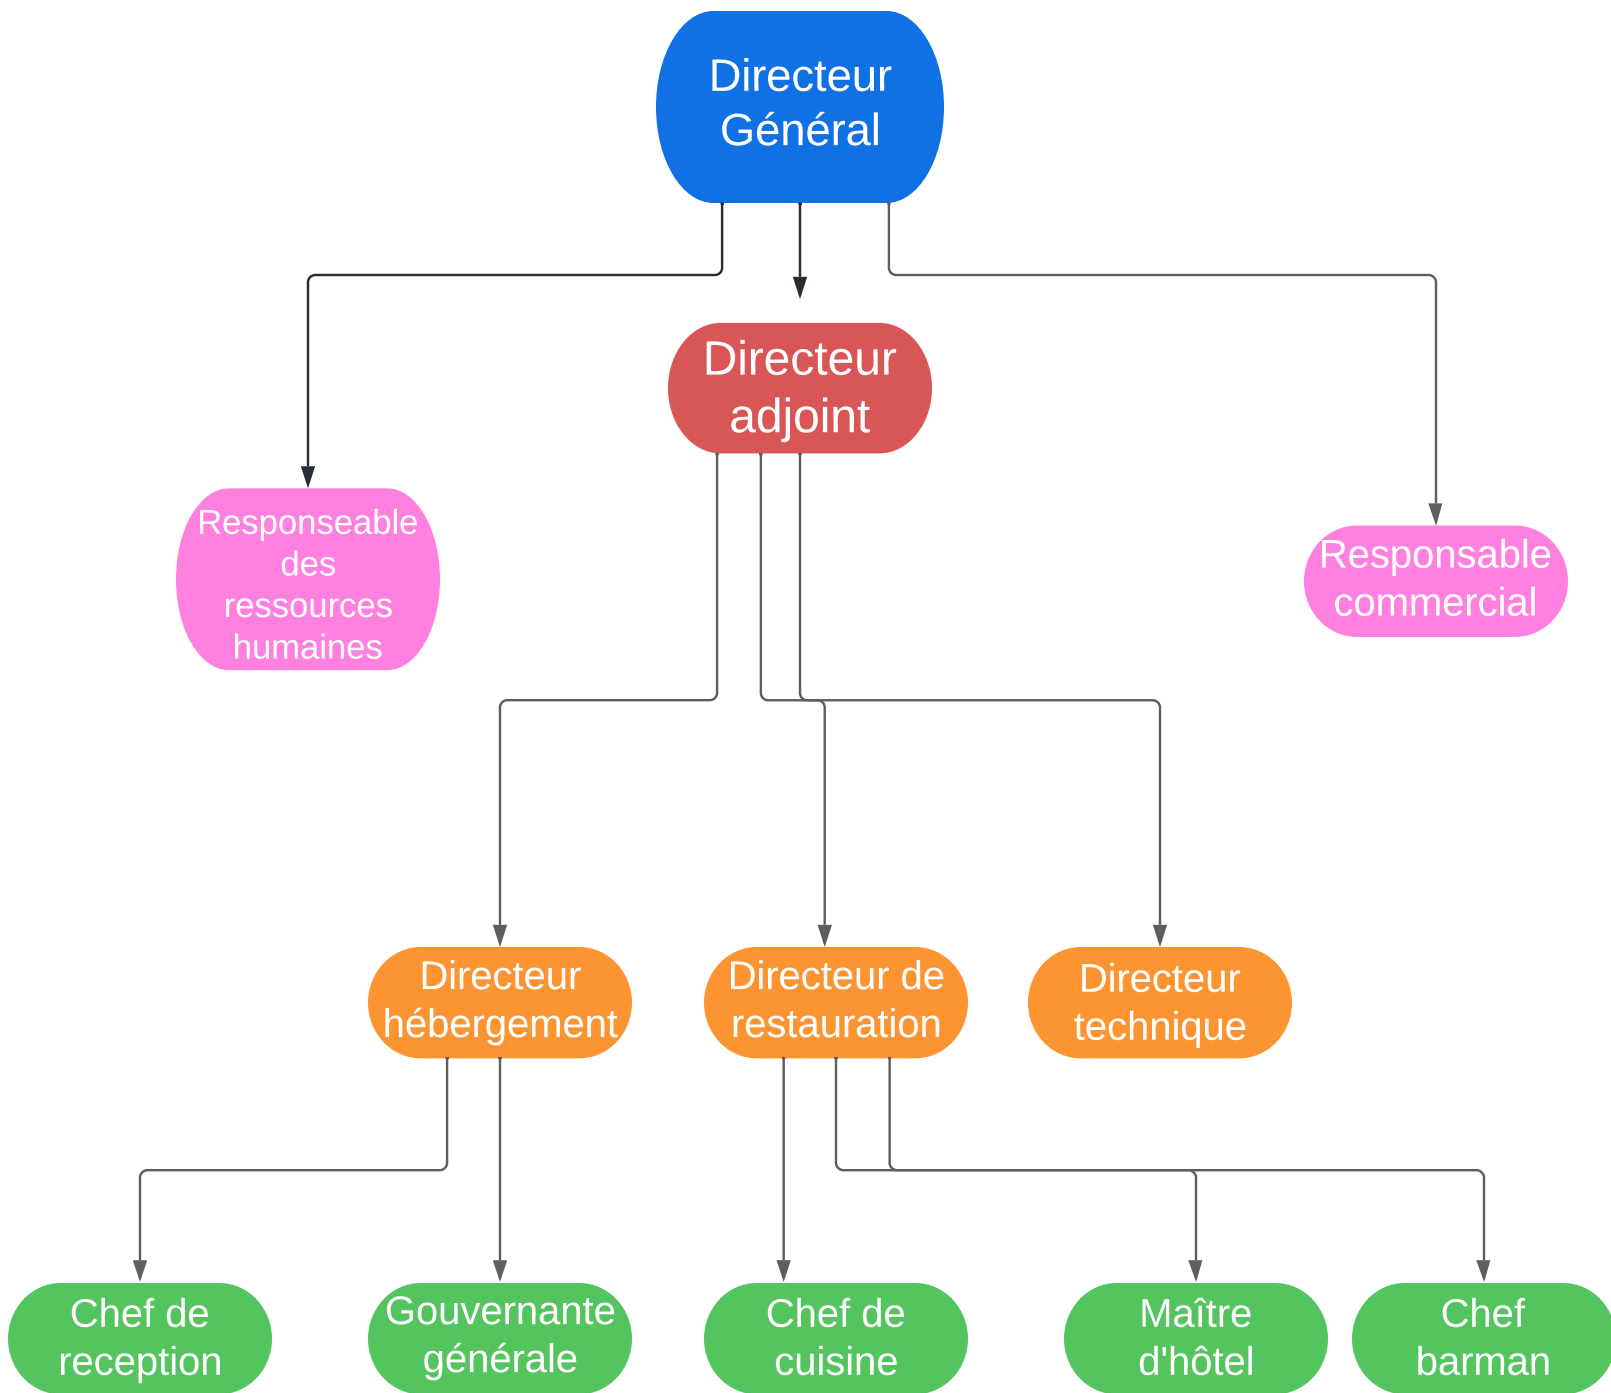 Directeur
Général
Directeur
adjoint
Responseable
des
ressources
humaines
Responsable
commercial
Directeur
hébergement
Directeur de
restauration
Directeur
technique
Chef de
reception
Gouvernante
générale
Chef de
cuisine
Maître
d'hôtel
Chef
barman